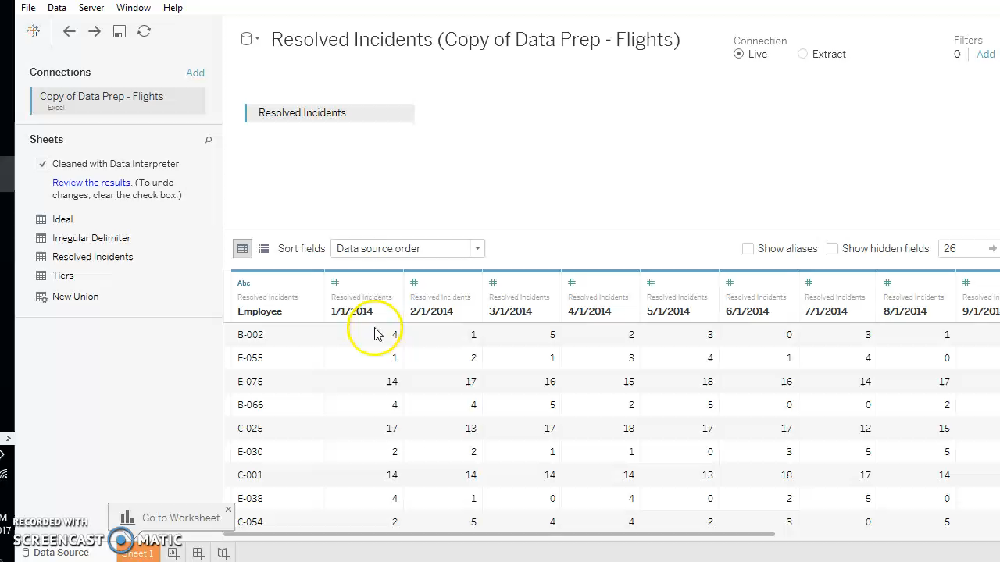 File Data Server Window Help
Resolved Incidents (Copy of Data Prep - Flights)
Connection
Live Extract
Filters
0 Add
Connections Add
Copy of Data Prep - Flights
Excel
Resolved Incidents
Sheets
Cleaned with Data Interpreter
Review the results. (To undo
changes, clear the check box.)
Ideal
Irregular Delimiter
Resolved Incidents
Tiers
New Union
Sort fields Data source order Show aliases Show hidden fields 26
Abc # # # # # # # # #
Resolved Incidents Resolved Incidents Resolved Incidents Resolved Incidents Resolved Incidents Resolved Incidents Resolved Incidents Resolved Incidents Resolved Incidents Resolved In
Employee 1/1/2014 2/1/2014 3/1/2014 4/1/2014 5/1/2014 6/1/2014 7/1/2014 8/1/2014 9/1/201
B-002 4 1 5 2 3 0 3 1
E-055 1 2 1 3 4 1 4 0
E-075 14 17 16 15 18 16 14 17
B-066 4 4 5 2 5 0 0 2
C-025 17 13 17 18 17 17 12 15
E-030 2 2 1 1 0 3 5 5
C-001 14 14 14 14 13 18 17 14
E-038 4 1 0 4 0 2 5 0
C-054 2 5 4 4 2 3 0 5
Go to Worksheet
M
017
RECORDED WITH
SCREENCAST MATIC
Data Source Sheet 1